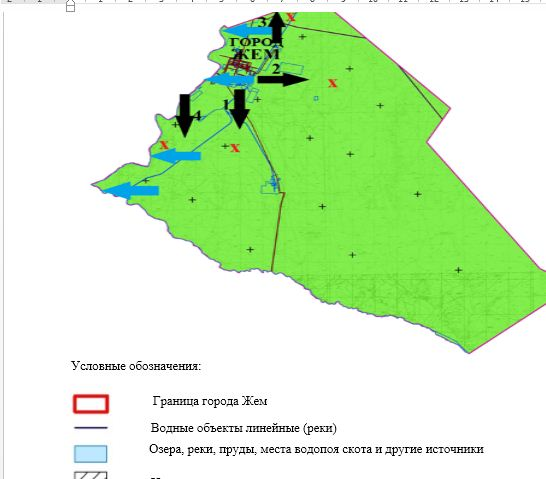 3
X
ГОРОД
ЖЕМ
2
X
1
4
X
X
Условные обозначения:
Граница города Жем
Водные объекты линейные (реки)
Озера, реки, пруды, места водопоя скота и другие источники